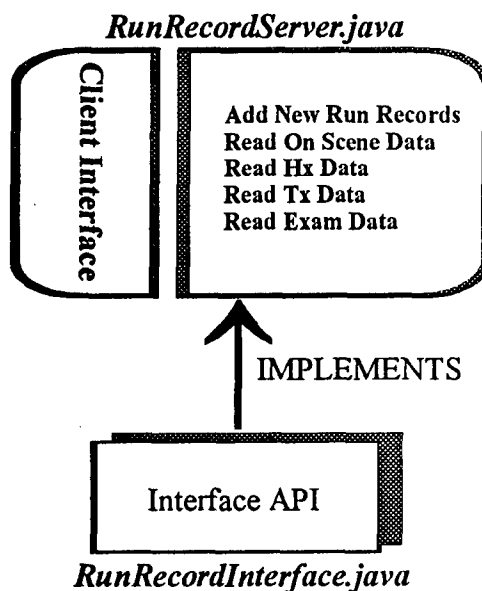 RunRecordServer.java
Client Interface
Add New Run Records
Read On Scene Data
Read Hx Data
Read Tx Data
Read Exam Data
IMPLEMENTS
Interface API
RunRecordInterface.java